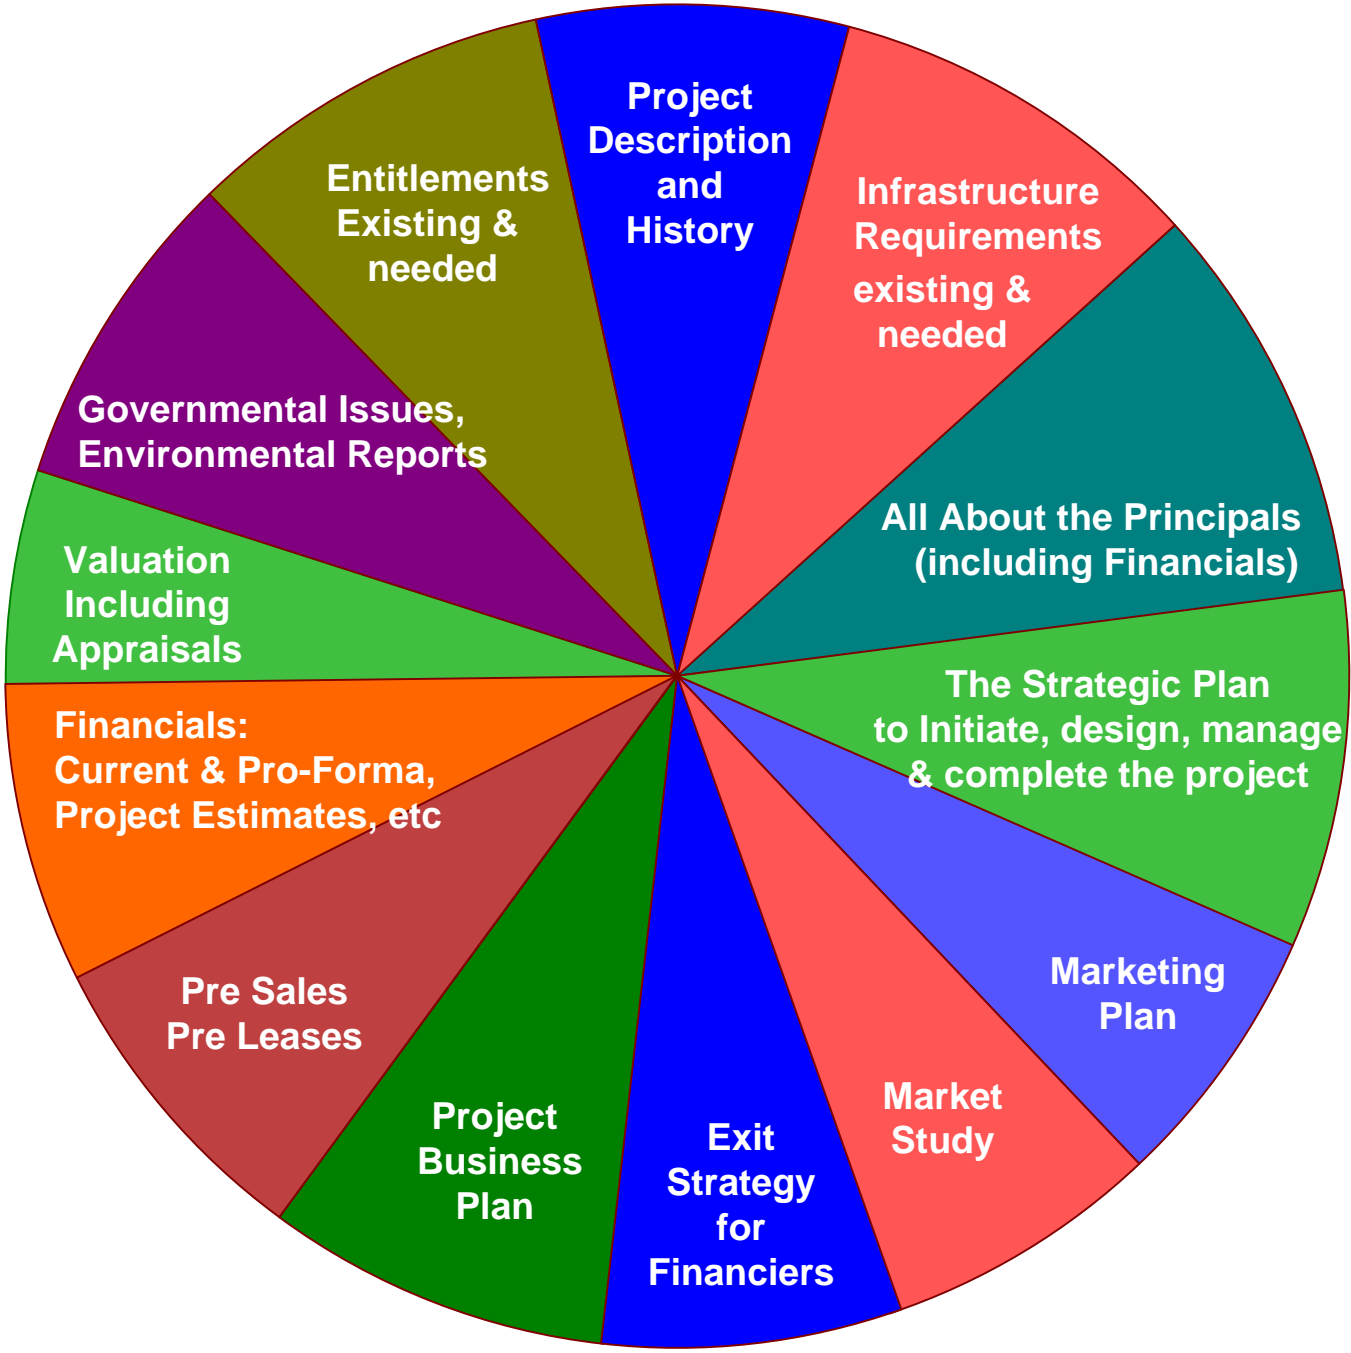 Project
Description
and
History
Infrastructure
Requirements
existing &
needed
All About the Principals
(including Financials)
The Strategic Plan
to Initiate, design, manage
& complete the project
Marketing
Plan
Market
Study
Exit
Strategy
for
Financiers
Project
Business
Plan
Pre Sales
Pre Leases
Financials:
Current & Pro-Forma,
Project Estimates, etc
Valuation
Including
Appraisals
Governmental Issues,
Environmental Reports
Entitlements
Existing &
needed